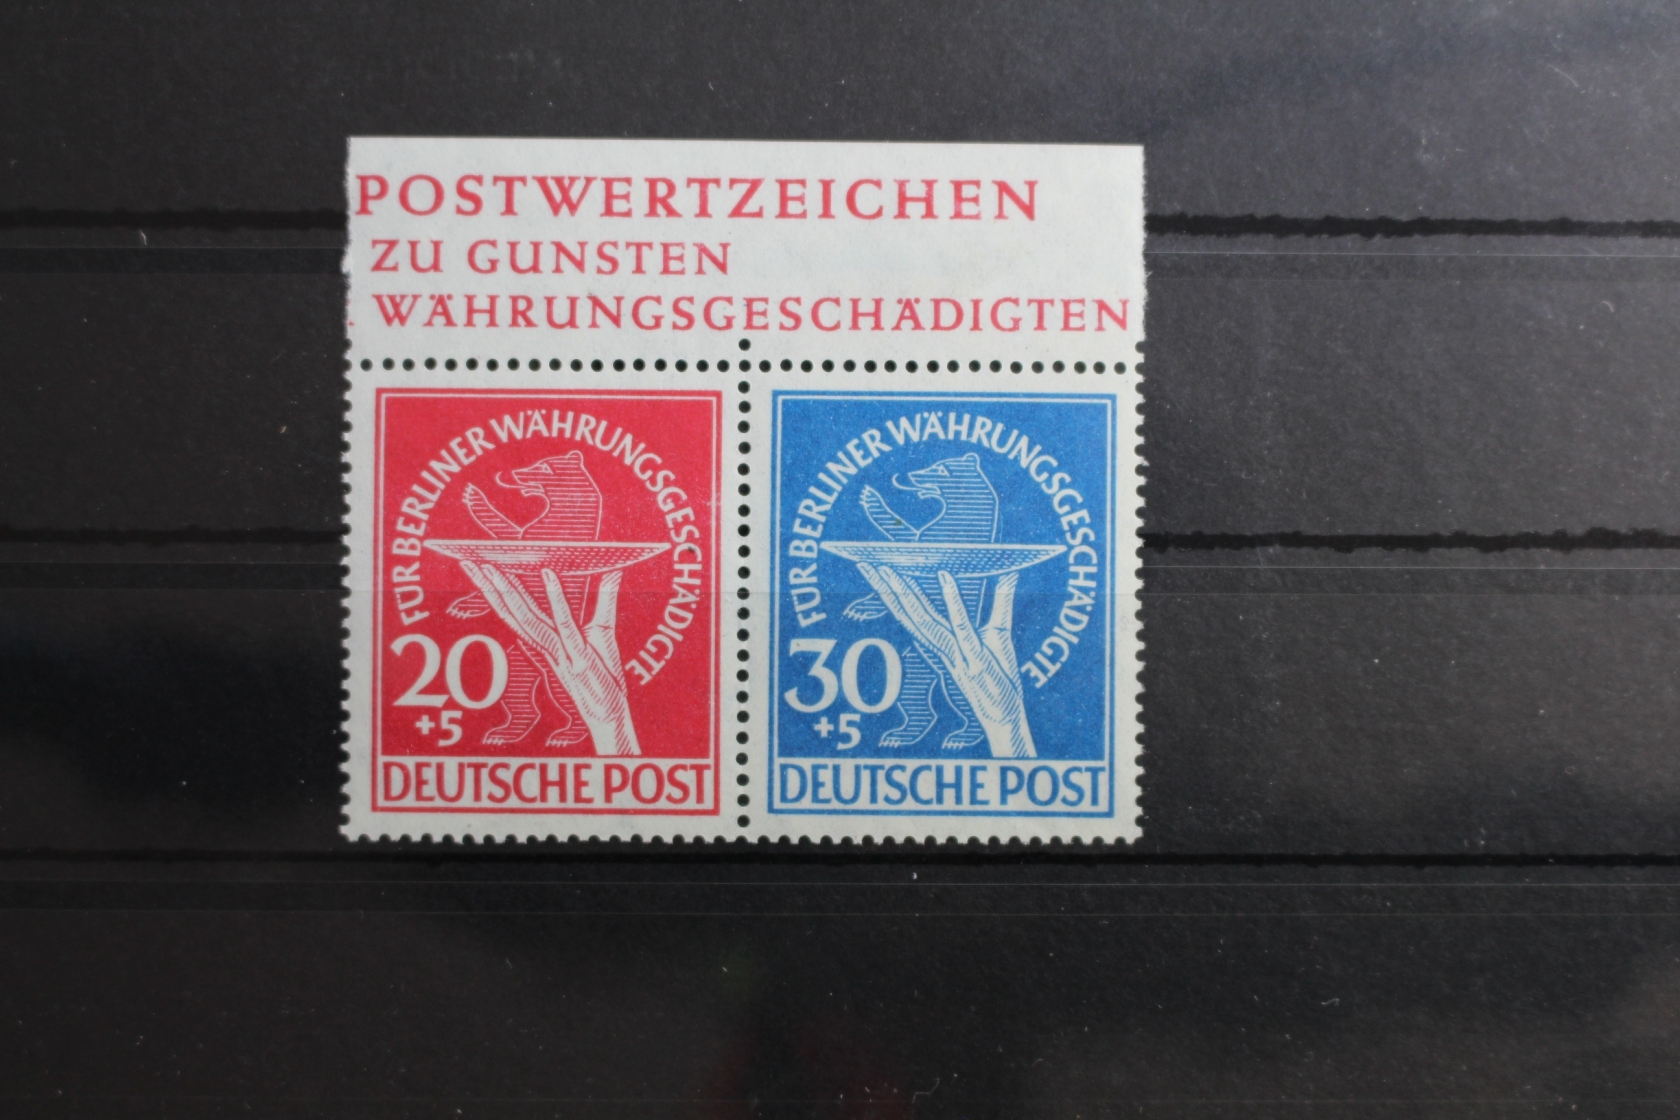 POSTWERTZEICHEN
ZU GUNSTEN
WÄHRUNGSGESCHÄDIGTEN
FÜR BERLINER WÄHRUNGSGESCHÄDIGTE
20
+5
DEUTSCHE POST
FÜR BERLINER WÄHRUNGSGESCHÄDIGTE
30
+5
DEUTSCHE POST